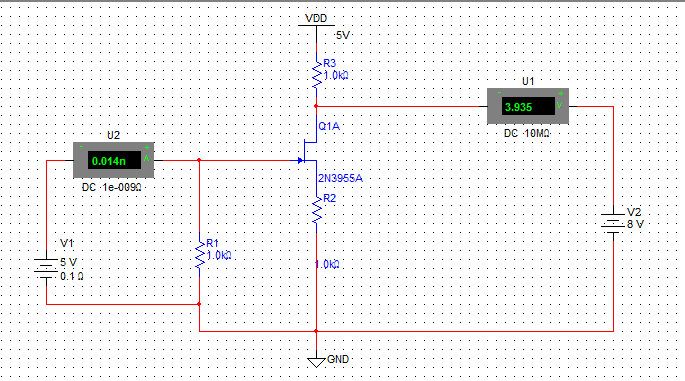 VDD
5V
R3
1.0kΩ
U1
3.935 V
DC 10MΩ
Q1A
U2
0.014n A
DC 1e-009Ω
2N3955A
R2
1.0kΩ
V2
8 V
V1
5 V
0.1 Ω
R1
1.0kΩ
GND